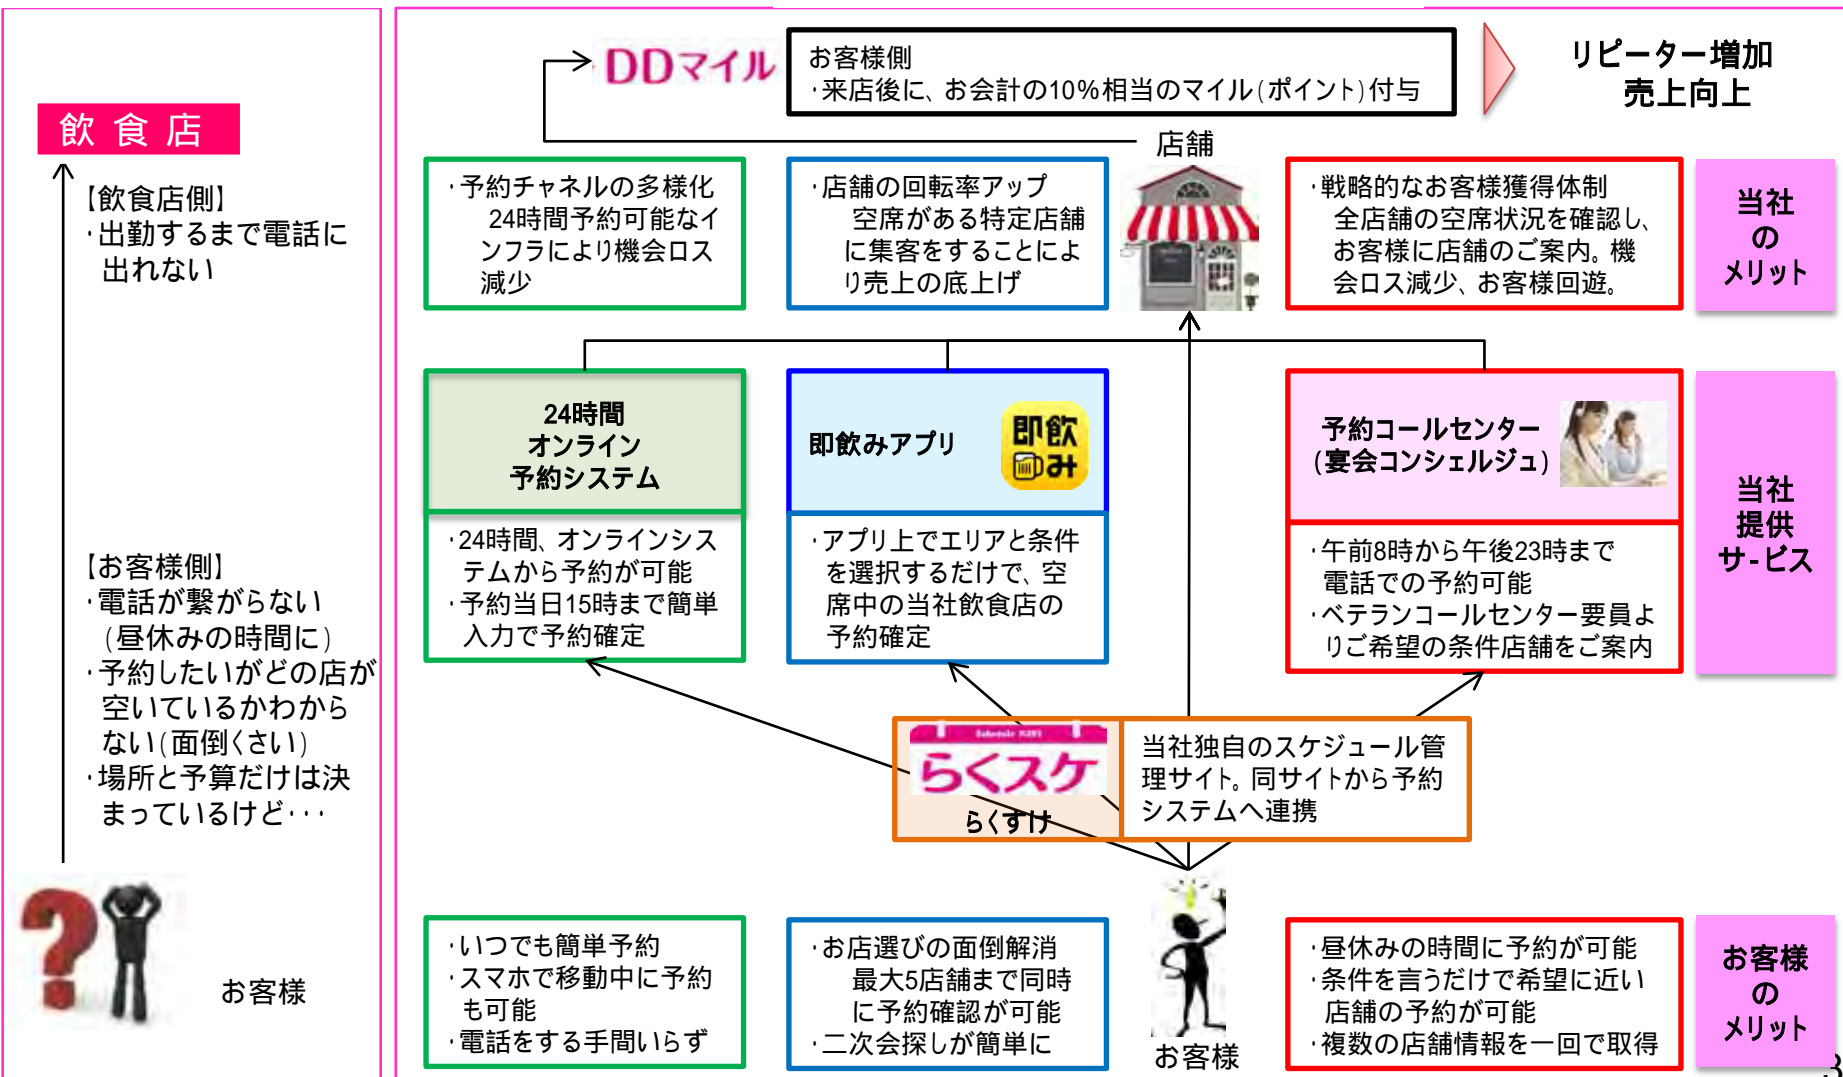 飲食店
【飲食店側】
・出勤するまで電話に
出れない
【お客様側】
・電話が繋がらない
(昼休みの時間に)
・予約したいがどの店が
空いているかわから
ない(面倒くさい)
・場所と予算だけは決
まっているけど・・・
お客様
DDマイル
お客様側
・来店後に、お会計の10%相当のマイル(ポイント)付与
リピーター増加
売上向上
店舗
・予約チャネルの多様化
24時間予約可能なイ
ンフラにより機会ロス
減少
・店舗の回転率アップ
空席がある特定店舗
に集客をすることによ
り売上の底上げ
・戦略的なお客様獲得体制
全店舗の空席状況を確認し、
お客様に店舗のご案内。機
会ロス減少、お客様回遊。
当社
の
メリット
24時間
オンライン
予約システム
即飲みアプリ
即飲
み
予約コールセンター
(宴会コンシェルジュ)
・24時間、オンラインシス
テムから予約が可能
・予約当日15時まで簡単
入力で予約確定
・アプリ上でエリアと条件
を選択するだけで、空
席中の当社飲食店の
予約確定
・午前8時から午後23時まで
電話での予約可能
・ベテランコールセンター要員よ
りご希望の条件店舗をご案内
当社
提供
サ-ビス
Schedule NAVI
らくスケ
らくすけ
当社独自のスケジュール管
理サイト。同サイトから予約
システムへ連携
・いつでも簡単予約
・スマホで移動中に予約
も可能
・電話をする手間いらず
・お店選びの面倒解消
最大5店舗まで同時
に予約確認が可能
・二次会探しが簡単に
お客様
・昼休みの時間に予約が可能
・条件を言うだけで希望に近い
店舗の予約が可能
・複数の店舗情報を一回で取得
お客様
の
メリット
3